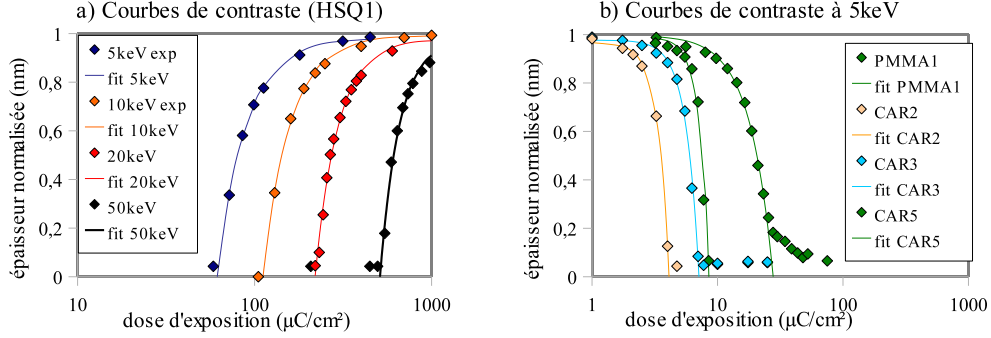 a) Courbes de contraste (HSQ1)
épaisseur normalisée (nm)
1
0,8
0,6
0,4
0,2
0
5keV exp
fit 5keV
10keV exp
fit 10keV
20keV
fit 20keV
50keV
fit 50keV
10
100
1000
dose d'exposition (µC/cm²)
b) Courbes de contraste à 5keV
épaisseur normalisée (nm)
1
0,8
0,6
0,4
0,2
0
PMMA1
fit PMMA1
CAR2
fit CAR2
CAR3
fit CAR3
CAR5
fit CAR5
1
10
100
1000
dose d'exposition (µC/cm²)